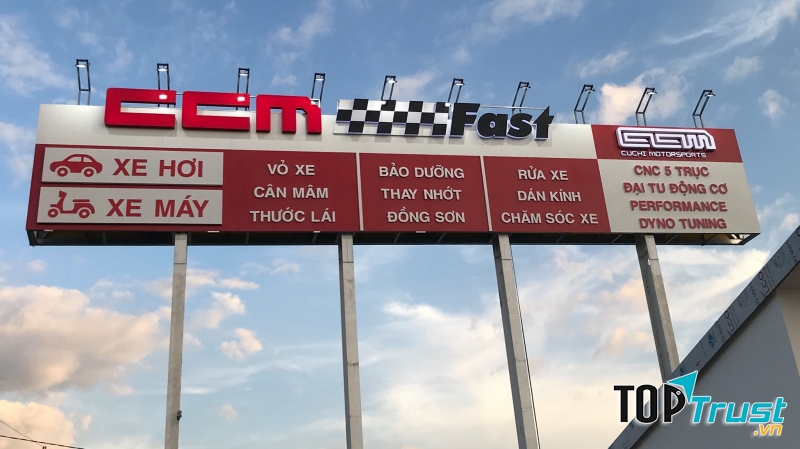 CCM Fast
CCM
CUCHI MOTORSPORTS
XE HƠI
XE MÁY
VỎ XE
CÂN MÂM
THƯỚC LÁI
BẢO DƯỠNG
THAY NHỚT
ĐỒNG SƠN
RỬA XE
DÁN KÍNH
CHĂM SÓC XE
CNC 5 TRỤC
ĐẠI TU ĐỘNG CƠ
PERFORMANCE
DYNO TUNING
TOP Trust.vn